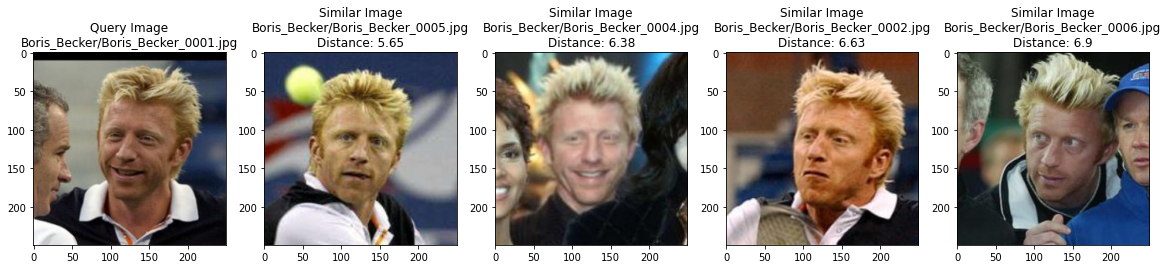 Query Image
Boris_Becker/Boris_Becker_0001.jpg
Similar Image
Boris_Becker/Boris_Becker_0005.jpg
Distance: 5.65
Similar Image
Boris_Becker/Boris_Becker_0004.jpg
Distance: 6.38
Similar Image
Boris_Becker/Boris_Becker_0002.jpg
Distance: 6.63
Similar Image
Boris_Becker/Boris_Becker_0006.jpg
Distance: 6.9
0
50
100
150
200
0 50 100 150 200
0
50
100
150
200
0 50 100 150 200
0
50
100
150
200
0 50 100 150 200
0
50
100
150
200
0 50 100 150 200
0
50
100
150
200
0 50 100 150 200